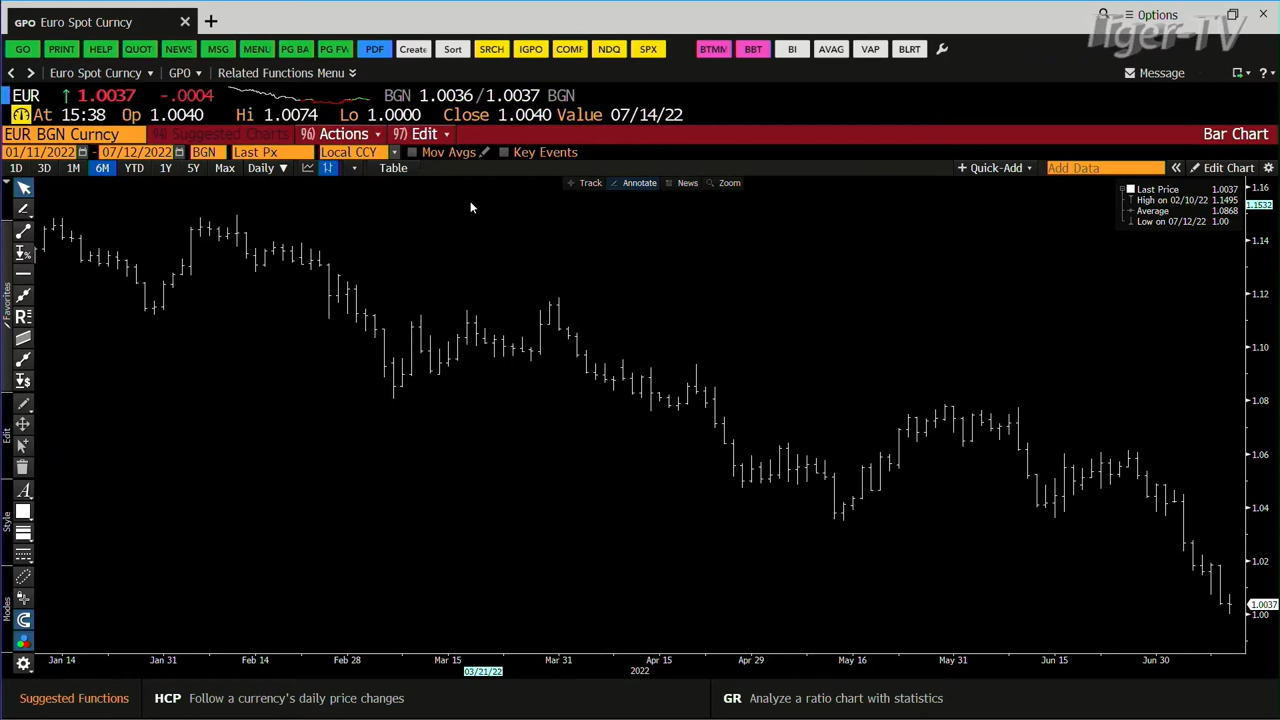 GPO Euro Spot Curncy
Options
Tiger-TV
GO PRINT HELP QUOT NEWS MSG MENU PG BA PG FW PDF Create Sort SRCH IGPO COMF NDQ SPX BTMM BBT BI AVAG VAP BLRT
Euro Spot Curncy GPO Related Functions Menu Message
EUR ↑ 1.0037 -.0004 BGN 1.0036/1.0037 BGN
At 15:38 Op 1.0040 Hi 1.0074 Lo 1.0000 Close 1.0040 Value 07/14/22
EUR BGN Curncy 94) Suggested Charts 96) Actions 97) Edit Bar Chart
01/11/2022 - 07/12/2022 BGN Last Px Local CCY Mov Avgs Key Events
1D 3D 1M 6M YTD 1Y 5Y Max Daily Table + Quick-Add Add Data Edit Chart
Track Annotate News Zoom
Last Price 1.0037
High on 02/10/22 1.1495
Average 1.0868
Low on 07/12/22 1.00
1.16
1.1532
1.14
1.12
1.10
1.08
1.06
1.04
1.02
1.0037
1.00
Favorites
Edit
Style
Modes
Jan 14 Jan 31 Feb 14 Feb 28 Mar 15 Mar 31 Apr 15 Apr 29 May 16 May 31 Jun 15 Jun 30
03/21/22 2022
Suggested Functions HCP Follow a currency's daily price changes GR Analyze a ratio chart with statistics